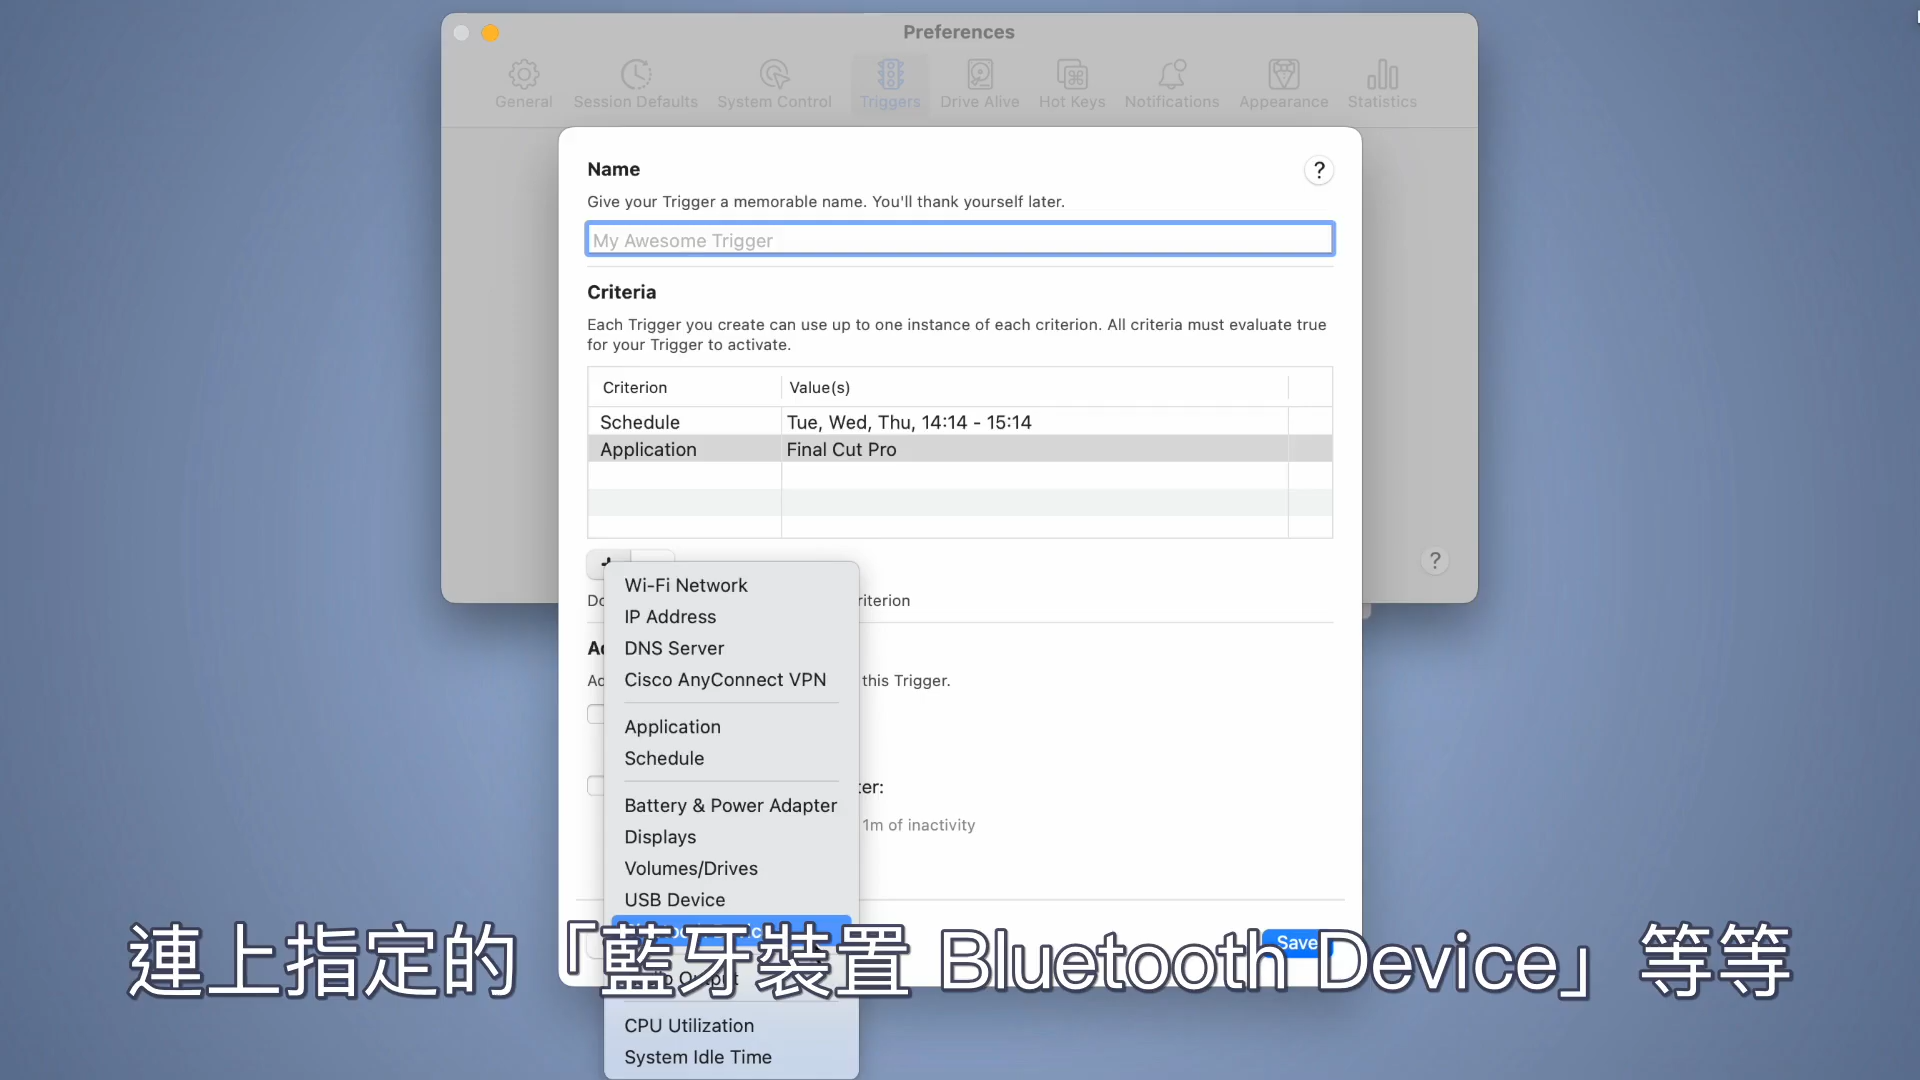 Preferences
General Session Defaults System Control Triggers Drive Alive Hot Keys Notifications Appearance Statistics
Name
?
Give your Trigger a memorable name. You'll thank yourself later.
My Awesome Trigger
Criteria
Each Trigger you create can use up to one instance of each criterion. All criteria must evaluate true
for your Trigger to activate.
Criterion Value(s)
Schedule Tue, Wed, Thu, 14:14 - 15:14
Application Final Cut Pro
+
?
Wi-Fi Network
IP Address
DNS Server
Cisco AnyConnect VPN
this Trigger.
Application
Schedule
Battery & Power Adapter
1m of inactivity
Displays
Volumes/Drives
USB Device
Save
連上指定的「藍牙裝置 Bluetooth Device」等等
CPU Utilization
System Idle Time